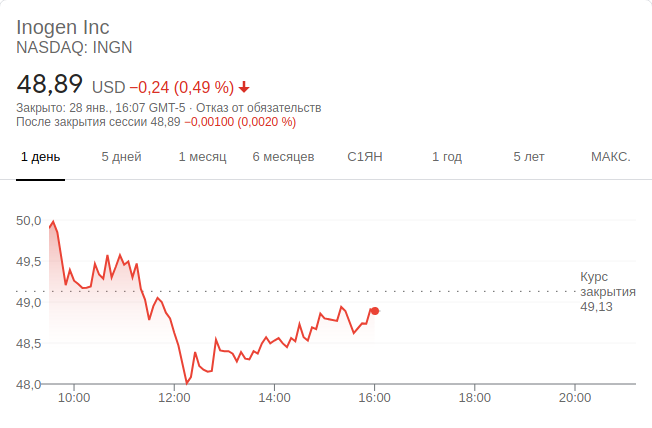 Inogen Inc
NASDAQ: INGN
48,89 USD −0,24 (0,49 %)
Закрыто: 28 янв., 16:07 GMT-5 · Отказ от обязательств
После закрытия сессии 48,89 −0,00100 (0,0020 %)
1 день 5 дней 1 месяц 6 месяцев С1ЯН 1 год 5 лет МАКС.
50,0
49,5
Курс
закрытия
49,13
49,0
48,5
48,0
10:00 12:00 14:00 16:00 18:00 20:00